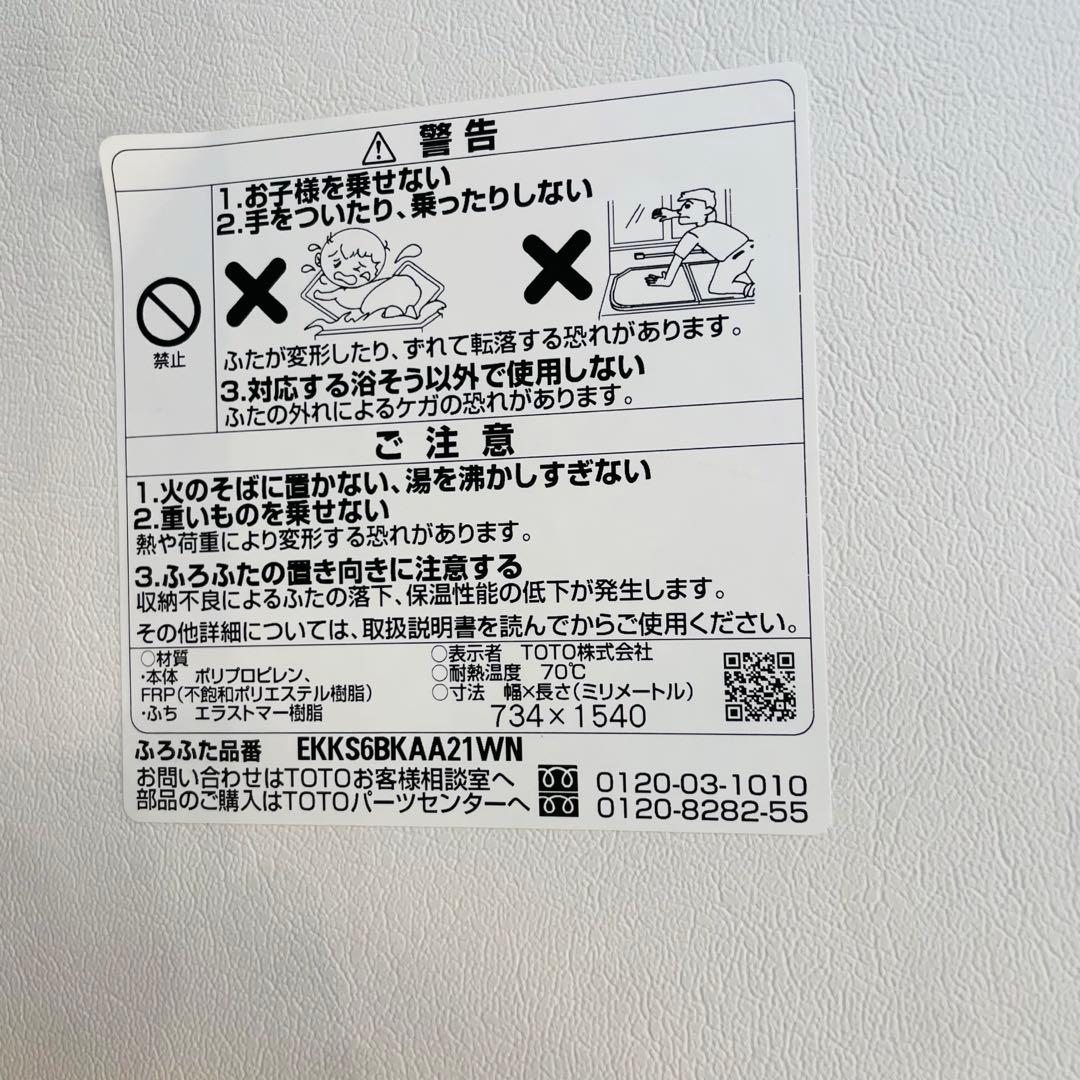 警告
1.お子様を乗せない
2.手をついたり、乗ったりしない
禁止
ふたが変形したり、ずれて転落する恐れがあります。
3.対応する浴そう以外で使用しない
ふたの外れによるケガの恐れがあります。
ご注意
1.火のそばに置かない、湯を沸かしすぎない
2.重いものを乗せない
熱や荷重により変形する恐れがあります。
3.ふろふたの置き向きに注意する
収納不良によるふたの落下、保温性能の低下が発生します。
その他詳細については、取扱説明書を読んでからご使用ください。
○材質
・本体 ポリプロピレン、
FRP(不飽和ポリエステル樹脂)
・ふち エラストマー樹脂
○表示者 TOTO株式会社
○耐熱温度 70℃
○寸法 幅×長さ(ミリメートル)
734×1540
ふろふた品番 EKKS6BKAA21WN
お問い合わせはTOTOお客様相談室へ 0120-03-1010
部品のご購入はTOTOパーツセンターへ 0120-8282-55